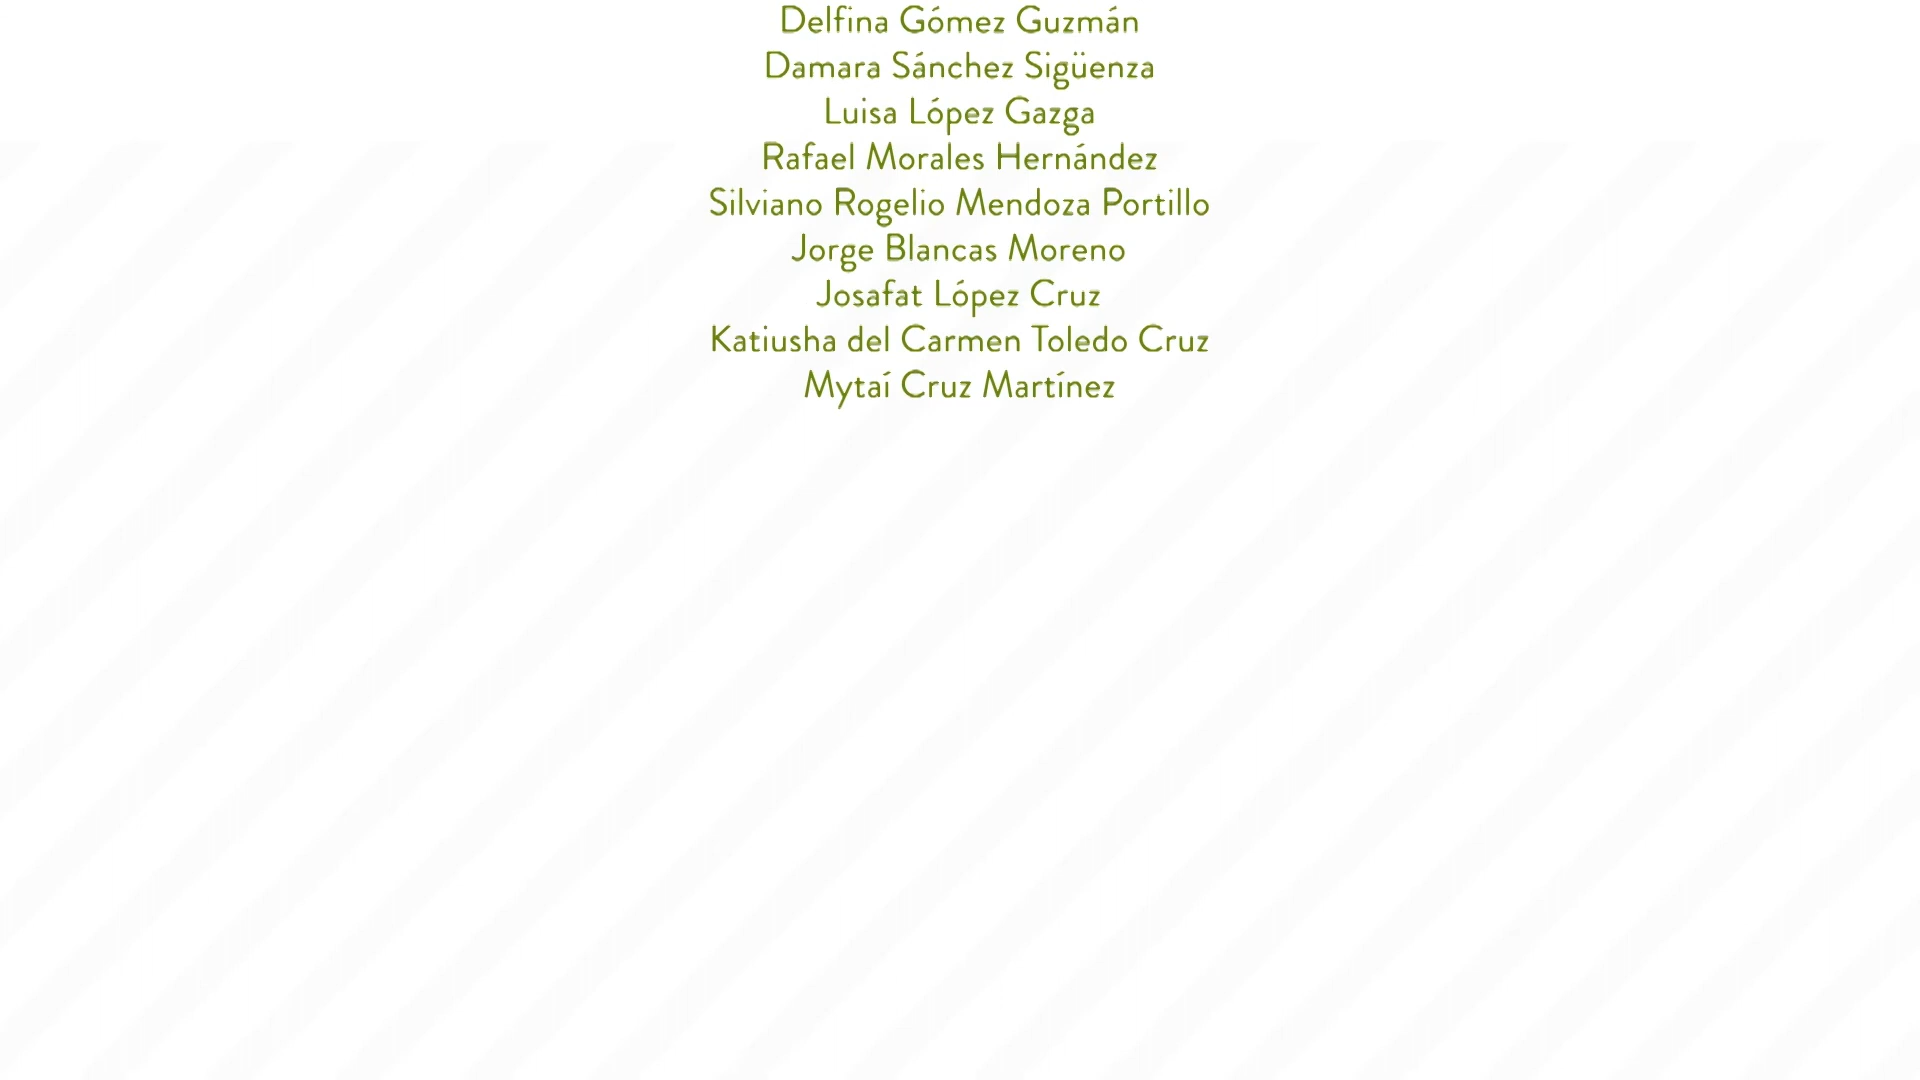 Delfina Gómez Guzmán
Damara Sánchez Sigüenza
Luisa López Gazga
Rafael Morales Hernández
Silviano Rogelio Mendoza Portillo
Jorge Blancas Moreno
Josafat López Cruz
Katiusha del Carmen Toledo Cruz
Mytaí Cruz Martínez